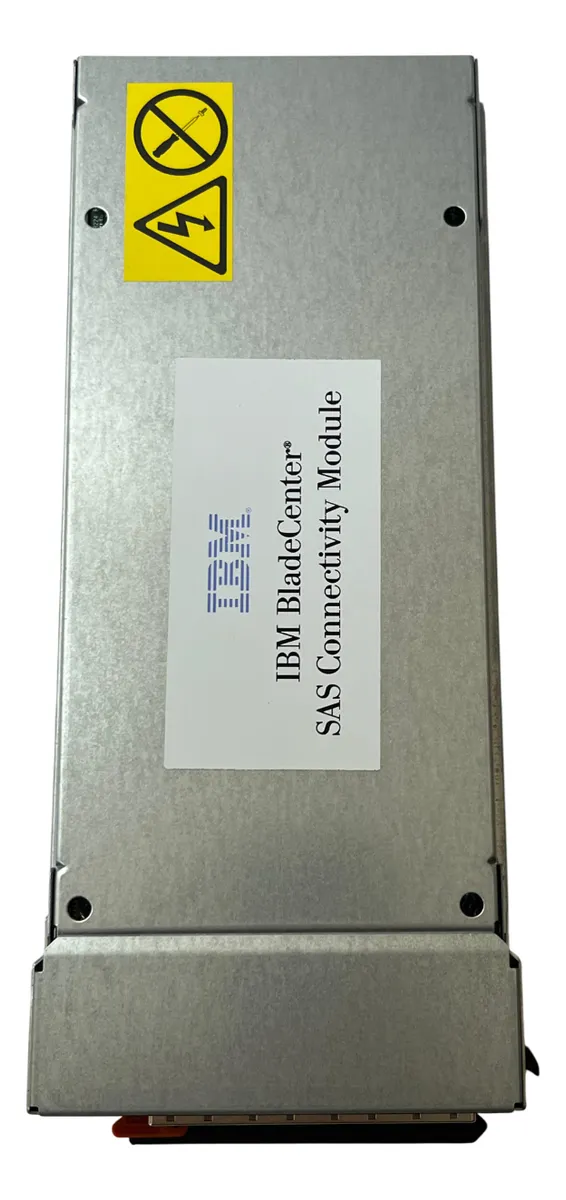 IBM®
IBM BladeCenter®
SAS Connectivity Module